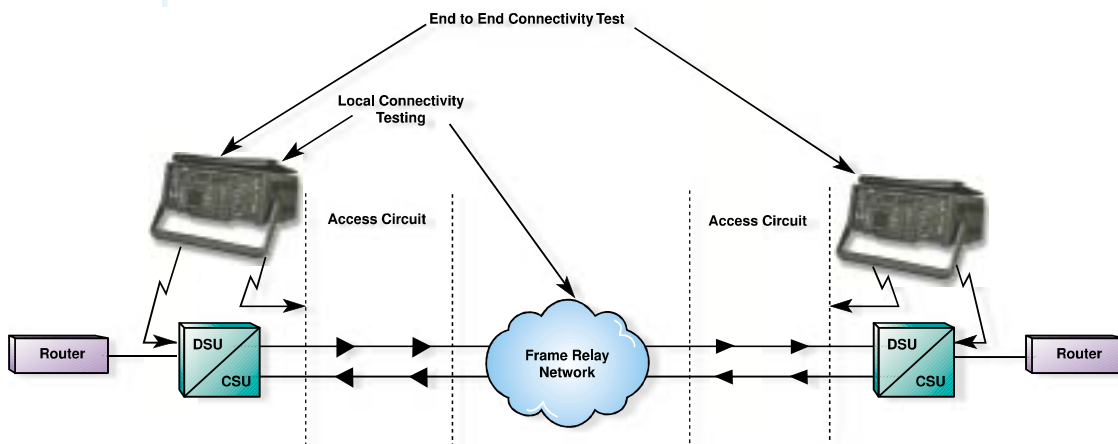 End to End Connectivity Test
Local Connectivity
Testing
Access Circuit
Access Circuit
Router
DSU
CSU
Frame Relay
Network
DSU
CSU
Router